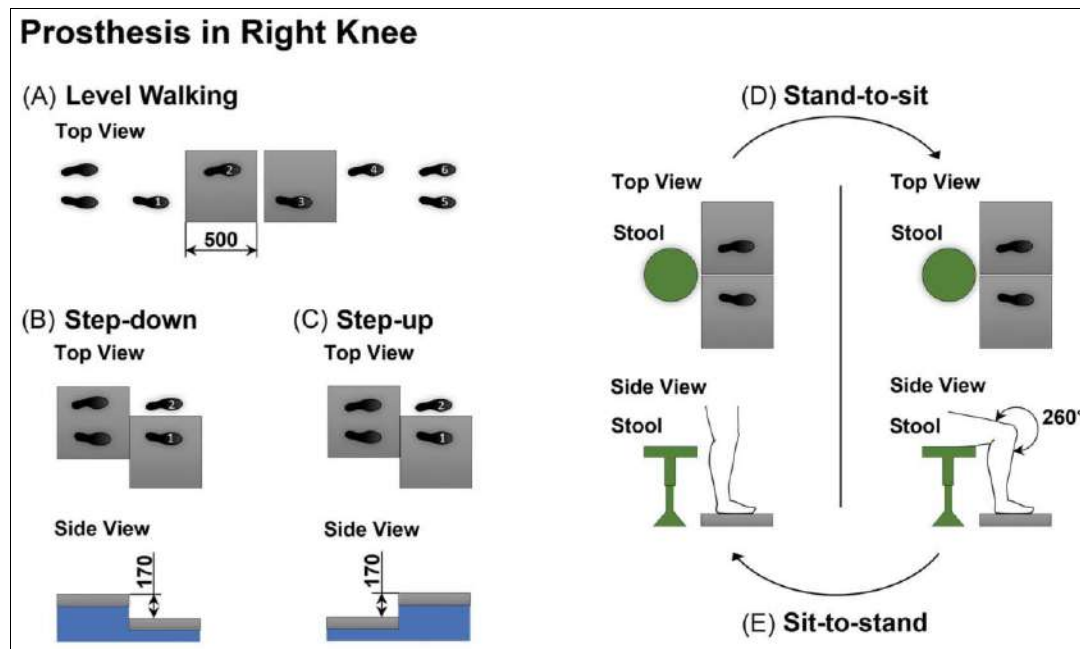 Prosthesis in Right Knee
(A) Level Walking
Top View
2
4
6
1
3
5
500
(B) Step-down
Top View
2
1
Side View
170
(C) Step-up
Top View
2
1
Side View
170
(D) Stand-to-sit
Top View
Stool
Top View
Stool
Side View
Stool
Side View
Stool
260°
(E) Sit-to-stand